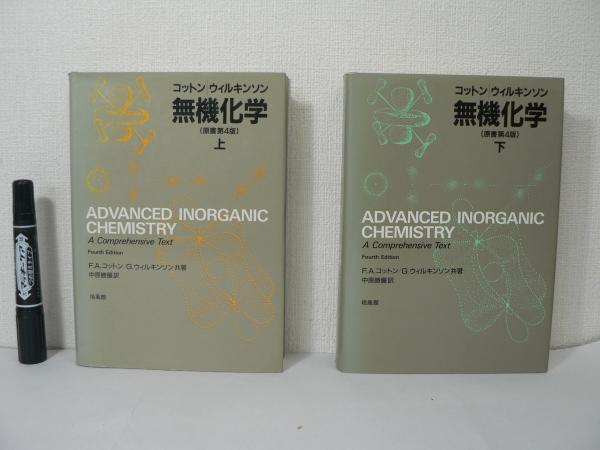 コットン/ウィルキンソン
無機化学
(原書第4版)
上
ADVANCED INORGANIC
CHEMISTRY
A Comprehensive Text
Fourth Edition
F.A.コットン/G.ウィルキンソン共著
中原勝儼訳
培風館
コットン/ウィルキンソン
無機化学
(原書第4版)
下
ADVANCED INORGANIC
CHEMISTRY
A Comprehensive Text
Fourth Edition
F.A.コットン/G.ウィルキンソン共著
中原勝儼訳
培風館
マッキー